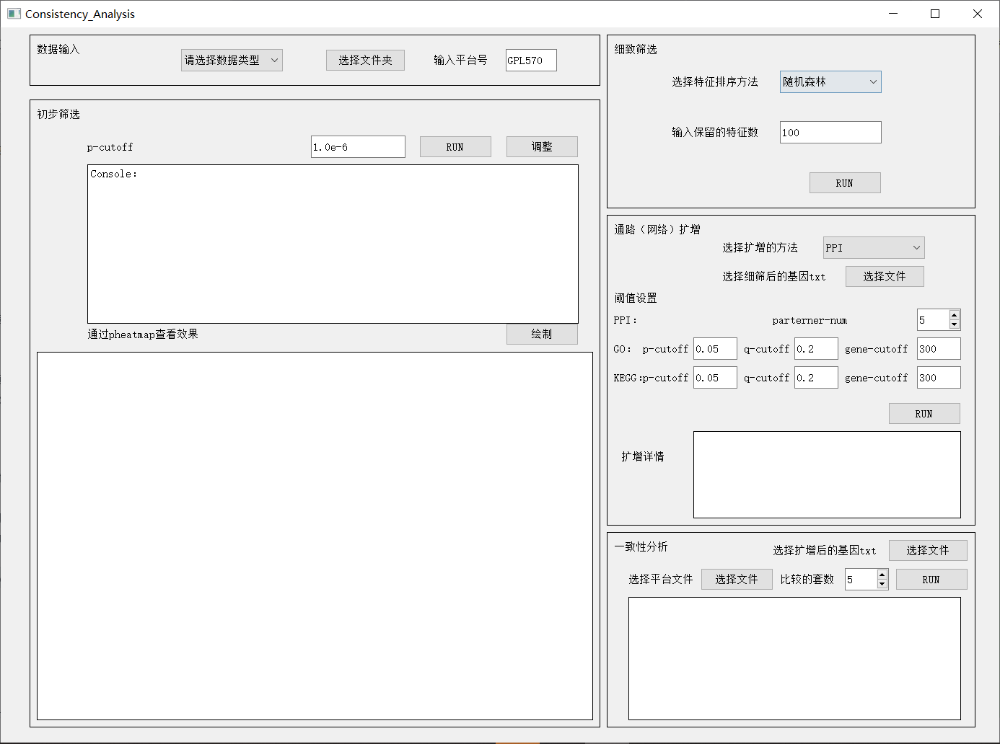 Consistency_Analysis
数据输入
请选择数据类型
选择文件夹
输入平台号
GPL570
初步筛选
p-cutoff
1.0e-6
RUN
调整
Console:
通过pheatmap查看效果
绘制
细致筛选
选择特征排序方法
随机森林
输入保留的特征数
100
RUN
通路（网络）扩增
选择扩增的方法
PPI
选择细筛后的基因txt
选择文件
阈值设置
PPI:
parterner-num
5
GO: p-cutoff 0.05 q-cutoff 0.2 gene-cutoff 300
KEGG:p-cutoff 0.05 q-cutoff 0.2 gene-cutoff 300
RUN
扩增详情
一致性分析
选择扩增后的基因txt
选择文件
选择平台文件
选择文件
比较的套数
5
RUN